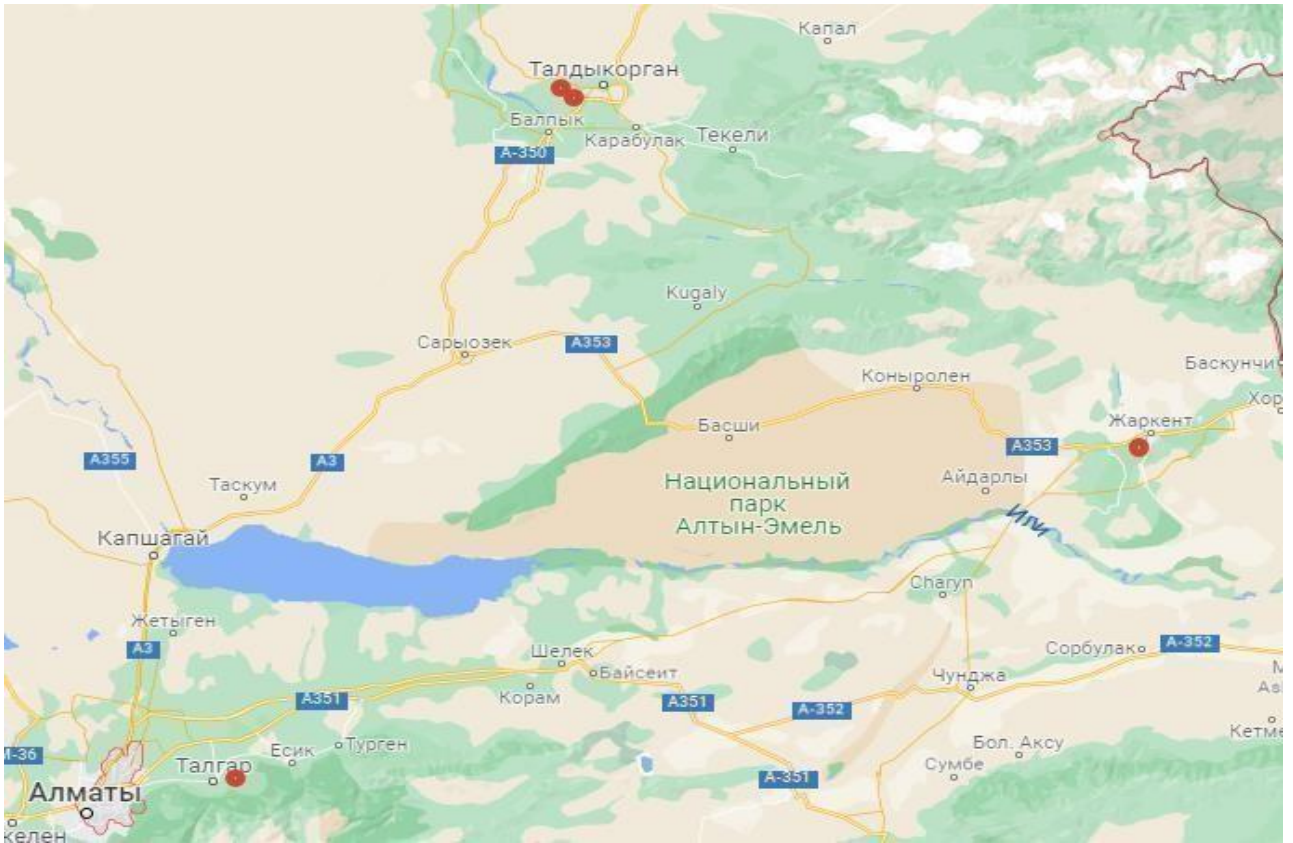 Капал
Талдыкорган
Балпык
Карабулак
Текели
А-350
Kugaly
Сарыозек
А353
Баскунчи
Коныролен
Хор
Жаркент
Басши
А353
А355
А3
Национальный
парк
Алтын-Эмель
Айдарлы
Таскум
Или
Капшагай
Charyn
Жетыген
А3
Шелек
Сорбулак
А-352
Байсеит
Чунджа
Корам
А351
А351
А-352
М-36
Есик
Турген
Бол. Аксу
Кетме
Талгар
Сумбе
А-351
Алматы
келен